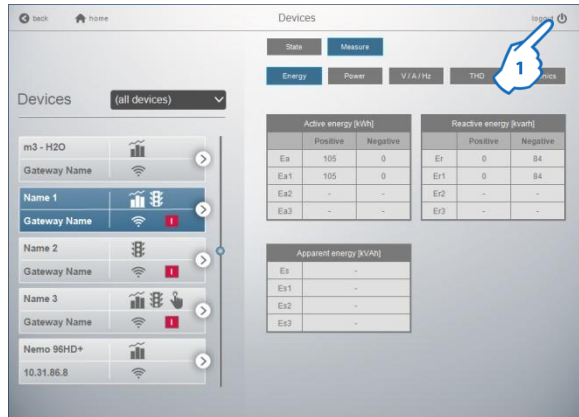 back home Devices logout
State Measure
Energy Power V / A / Hz THD
1
Devices (all devices)
m3 - H2O
Gateway Name
Name 1
Gateway Name I
Name 2
Gateway Name I
Name 3
Gateway Name I
Nemo 96HD+
10.31.86.8
Active energy [kWh]
Positive Negative
Ea 105 0
Ea1 105 0
Ea2 - -
Ea3 - -
Reactive energy [kvarh]
Positive Negative
Er 0 84
Er1 0 84
Er2 - -
Er3 - -
Apparent energy [kVAh]
Es -
Es1 -
Es2 -
Es3 -